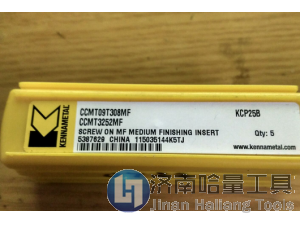 KENNAMETAL
CCMT09T308MF KCP25B
CCMT3252MF
SCREW ON MF MEDIUM FINISHING INSERT
5387829 CHINA 115035144K5TJ Qty: 5
www.kennametal.com
济南哈量工具
Jinan Haliang Tools